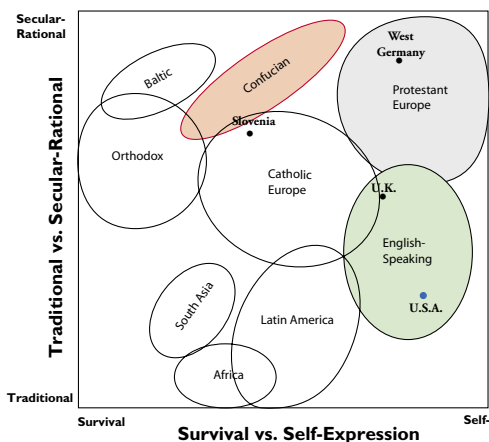 Secular-
Rational
West
Germany
Baltic
Confucian
Protestant
Europe
Slovenia
Orthodox
Catholic
Europe
U.K.
English-
Speaking
South Asia
U.S.A.
Latin America
Africa
Traditional vs. Secular-Rational
Traditional
Survival
Self-
Survival vs. Self-Expression